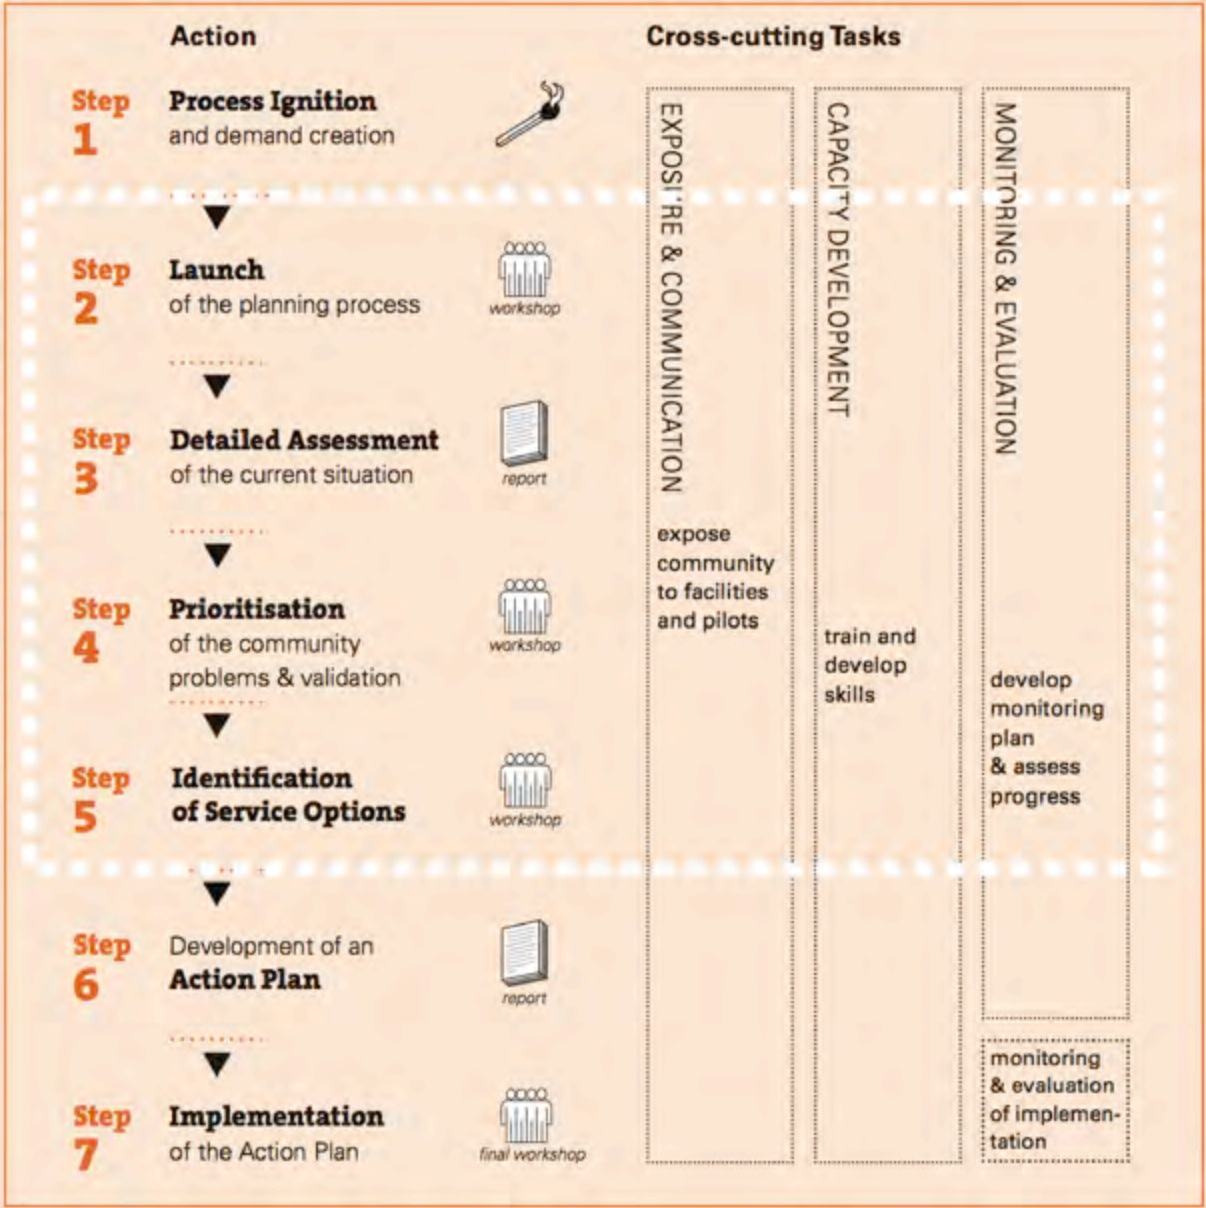 Action
Cross-cutting Tasks
Step
1
Process Ignition
and demand creation
Step
2
Launch
of the planning process
workshop
Step
3
Detailed Assessment
of the current situation
report
Step
4
Prioritisation
of the community
problems & validation
workshop
Step
5
Identification
of Service Options
workshop
Step
6
Development of an
Action Plan
report
Step
7
Implementation
of the Action Plan
final workshop
EXPOSURE & COMMUNICATION
expose
community
to facilities
and pilots
CAPACITY DEVELOPMENT
train and
develop
skills
MONITORING & EVALUATION
develop
monitoring
plan
& assess
progress
monitoring
& evaluation
of implemen-
tation